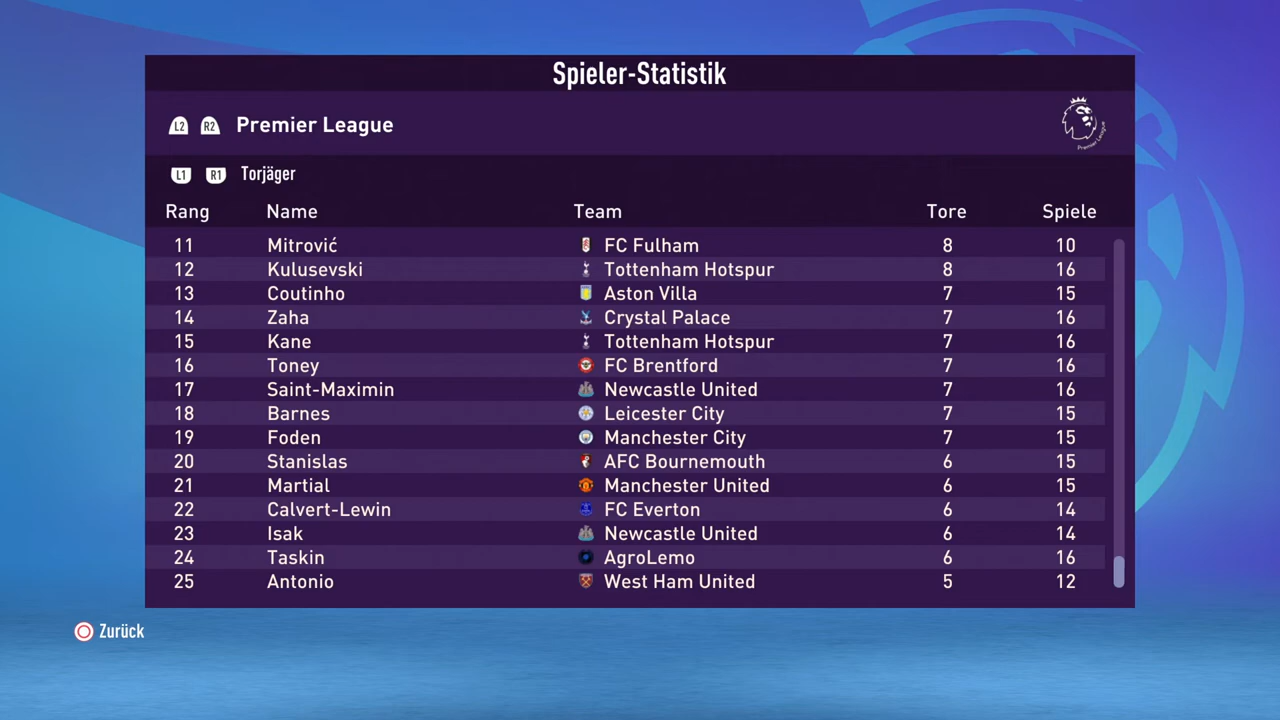 Spieler-Statistik
L2 R2 Premier League
Premier League
L1 R1 Torjäger
Rang Name Team Tore Spiele
11 Mitrović FC Fulham 8 10
12 Kulusevski Tottenham Hotspur 8 16
13 Coutinho Aston Villa 7 15
14 Zaha Crystal Palace 7 16
15 Kane Tottenham Hotspur 7 16
16 Toney FC Brentford 7 16
17 Saint-Maximin Newcastle United 7 16
18 Barnes Leicester City 7 15
19 Foden Manchester City 7 15
20 Stanislas AFC Bournemouth 6 15
21 Martial Manchester United 6 15
22 Calvert-Lewin FC Everton 6 14
23 Isak Newcastle United 6 14
24 Taskin AgroLemo 6 16
25 Antonio West Ham United 5 12
Zurück